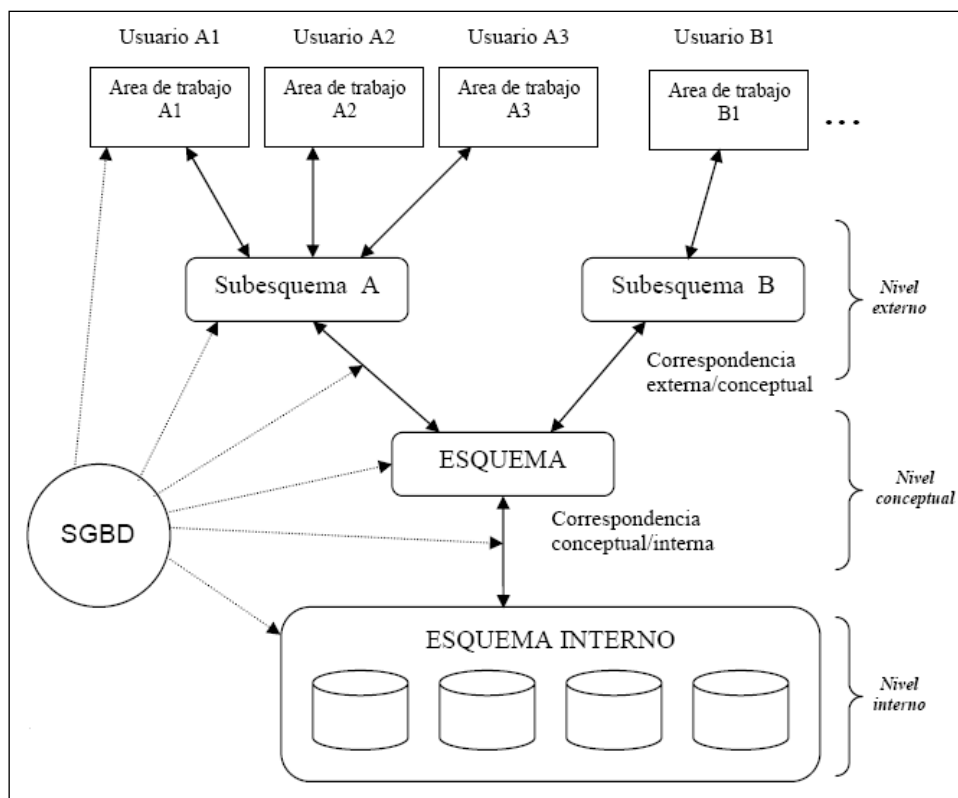 Usuario A1
Usuario A2
Usuario A3
Usuario B1
Area de trabajo
A1
Area de trabajo
A2
Area de trabajo
A3
Area de trabajo
B1
...
Subesquema A
Subesquema B
Nivel
externo
Correspondencia
externa/conceptual
ESQUEMA
Nivel
conceptual
SGBD
Correspondencia
conceptual/interna
ESQUEMA INTERNO
Nivel
interno